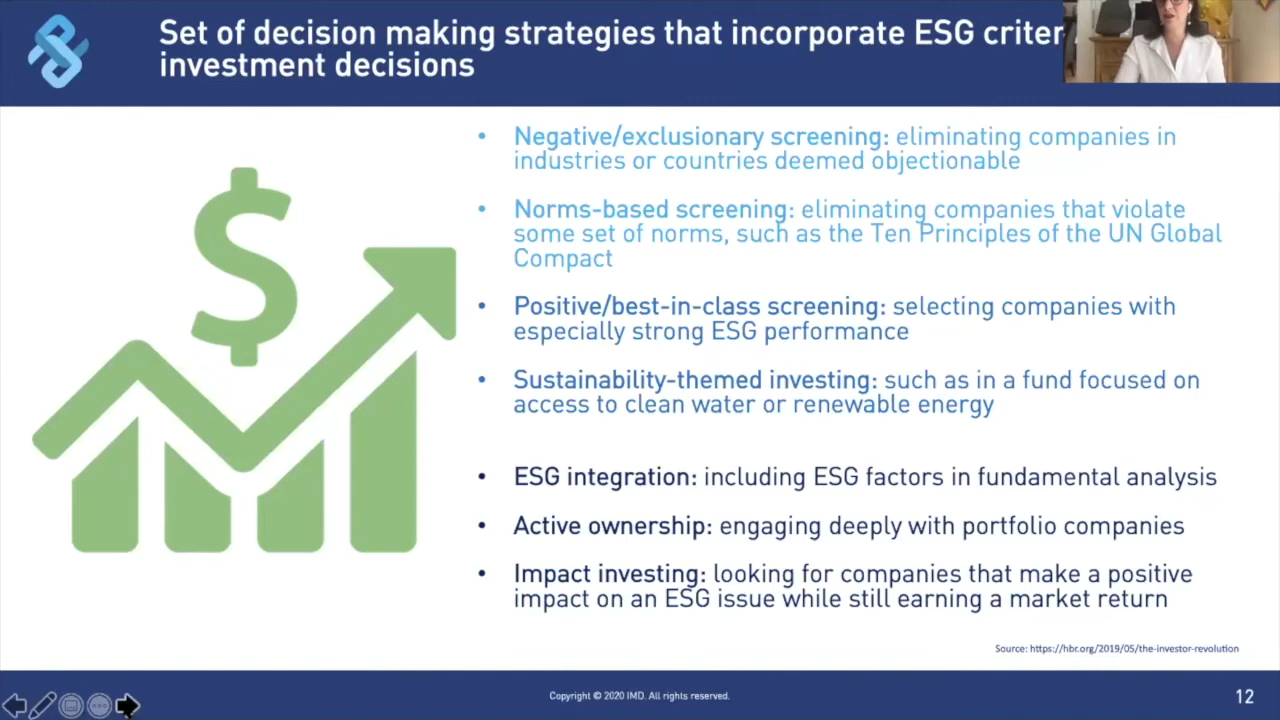 Set of decision making strategies that incorporate ESG
investment decisions
• Negative/exclusionary screening: eliminating companies in
industries or countries deemed objectionable
• Norms-based screening: eliminating companies that violate
some set of norms, such as the Ten Principles of the UN Global
Compact
• Positive/best-in-class screening: selecting companies with
especially strong ESG performance
• Sustainability-themed investing: such as in a fund focused on
access to clean water or renewable energy
• ESG integration: including ESG factors in fundamental analysis
• Active ownership: engaging deeply with portfolio companies
• Impact investing: looking for companies that make a positive
impact on an ESG issue while still earning a market return
$
Source: https://hbr.org/2019/05/the-investor-revolution
Copyright © 2020 IMD. All rights reserved.
12